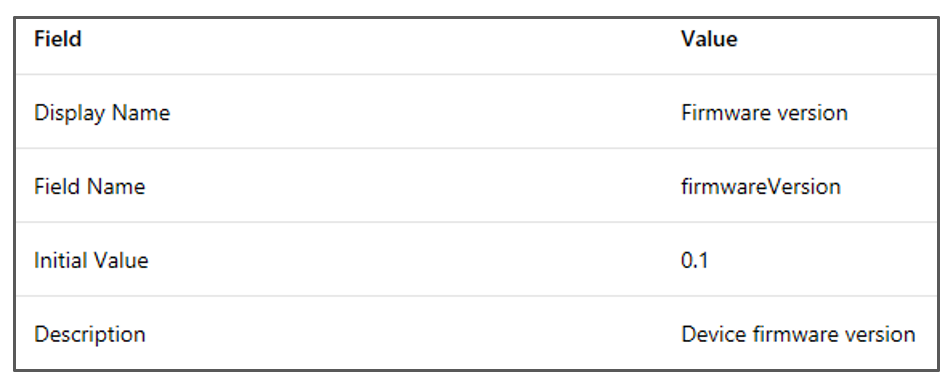 Field Value
Display Name Firmware version
Field Name firmwareVersion
Initial Value 0.1
Description Device firmware version